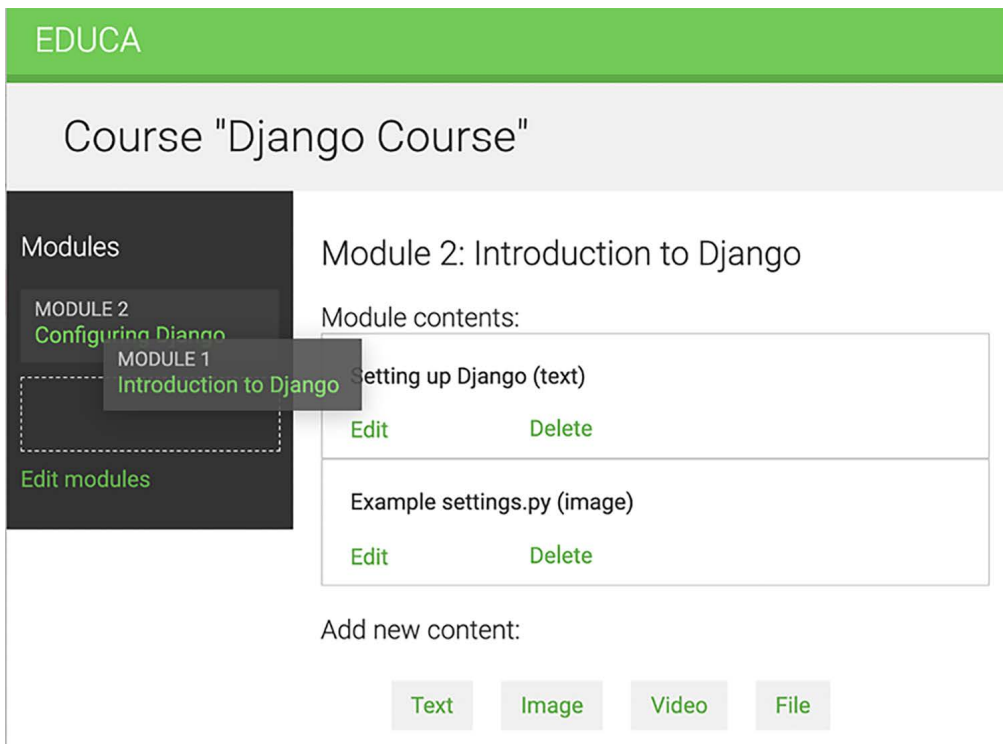 EDUCA
Course "Django Course"
Modules
MODULE 2
Configuring Django
MODULE 1
Introduction to Django
Edit modules
Module 2: Introduction to Django
Module contents:
Setting up Django (text)
Edit Delete
Example settings.py (image)
Edit Delete
Add new content:
Text Image Video File